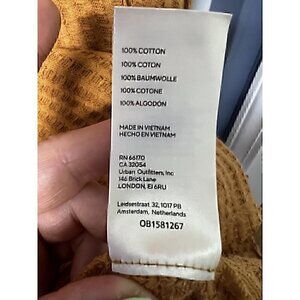 100% COTTON
100% COTON
100% BAUMWOLLE
100% COTONE
100% ALGODÓN
MADE IN VIETNAM
HECHO EN VIETNAM
RN 66170
CA 32054
Urban Outfitters, Inc
146 Brick Lane
LONDON, E1 6RU
Leidsestraat 32, 1017 PB
Amsterdam, Netherlands
OB1581267